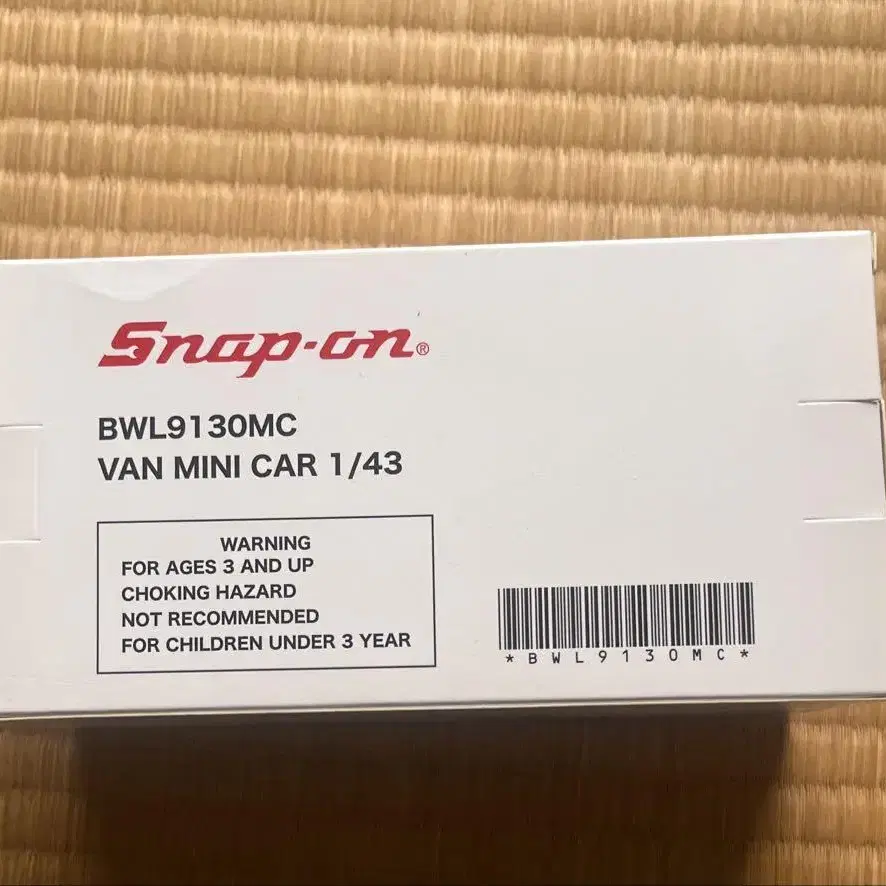 Snap-on®
BWL9130MC
VAN MINI CAR 1/43
WARNING
FOR AGES 3 AND UP
CHOKING HAZARD
NOT RECOMMENDED
FOR CHILDREN UNDER 3 YEAR
*BWL9130MC*